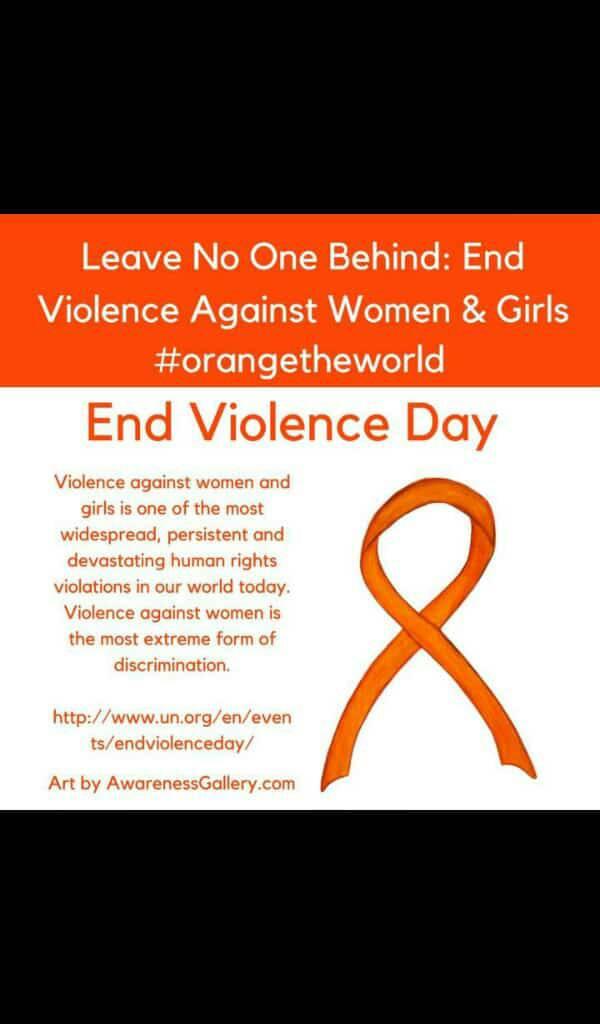 Leave No One Behind: End
Violence Against Women & Girls
#orangetheworld
End Violence Day
Violence against women and
girls is one of the most
widespread, persistent and
devastating human rights
violations in our world today.
Violence against women is
the most extreme form of
discrimination.
http://www.un.org/en/even
ts/endviolenceday/
Art by AwarenessGallery.com